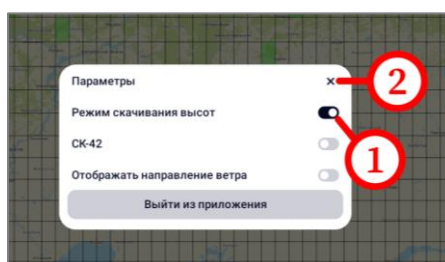 Параметры
2
Режим скачивания высот
СК-42
1
Отображать направление ветра
Выйти из приложения